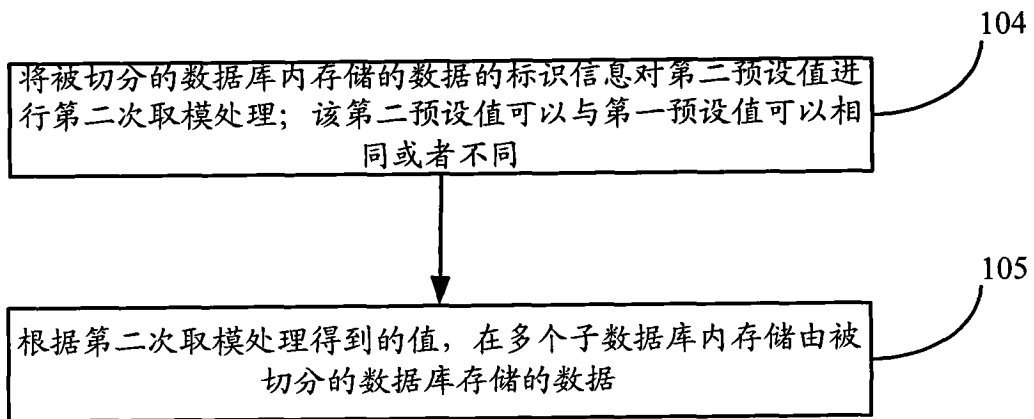 104
将被切分的数据库内存储的数据的标识信息对第二预设值进
行第二次取模处理；该第二预设值可以与第一预设值可以相
同或者不同
105
根据第二次取模处理得到的值，在多个子数据库内存储由被
切分的数据库存储的数据